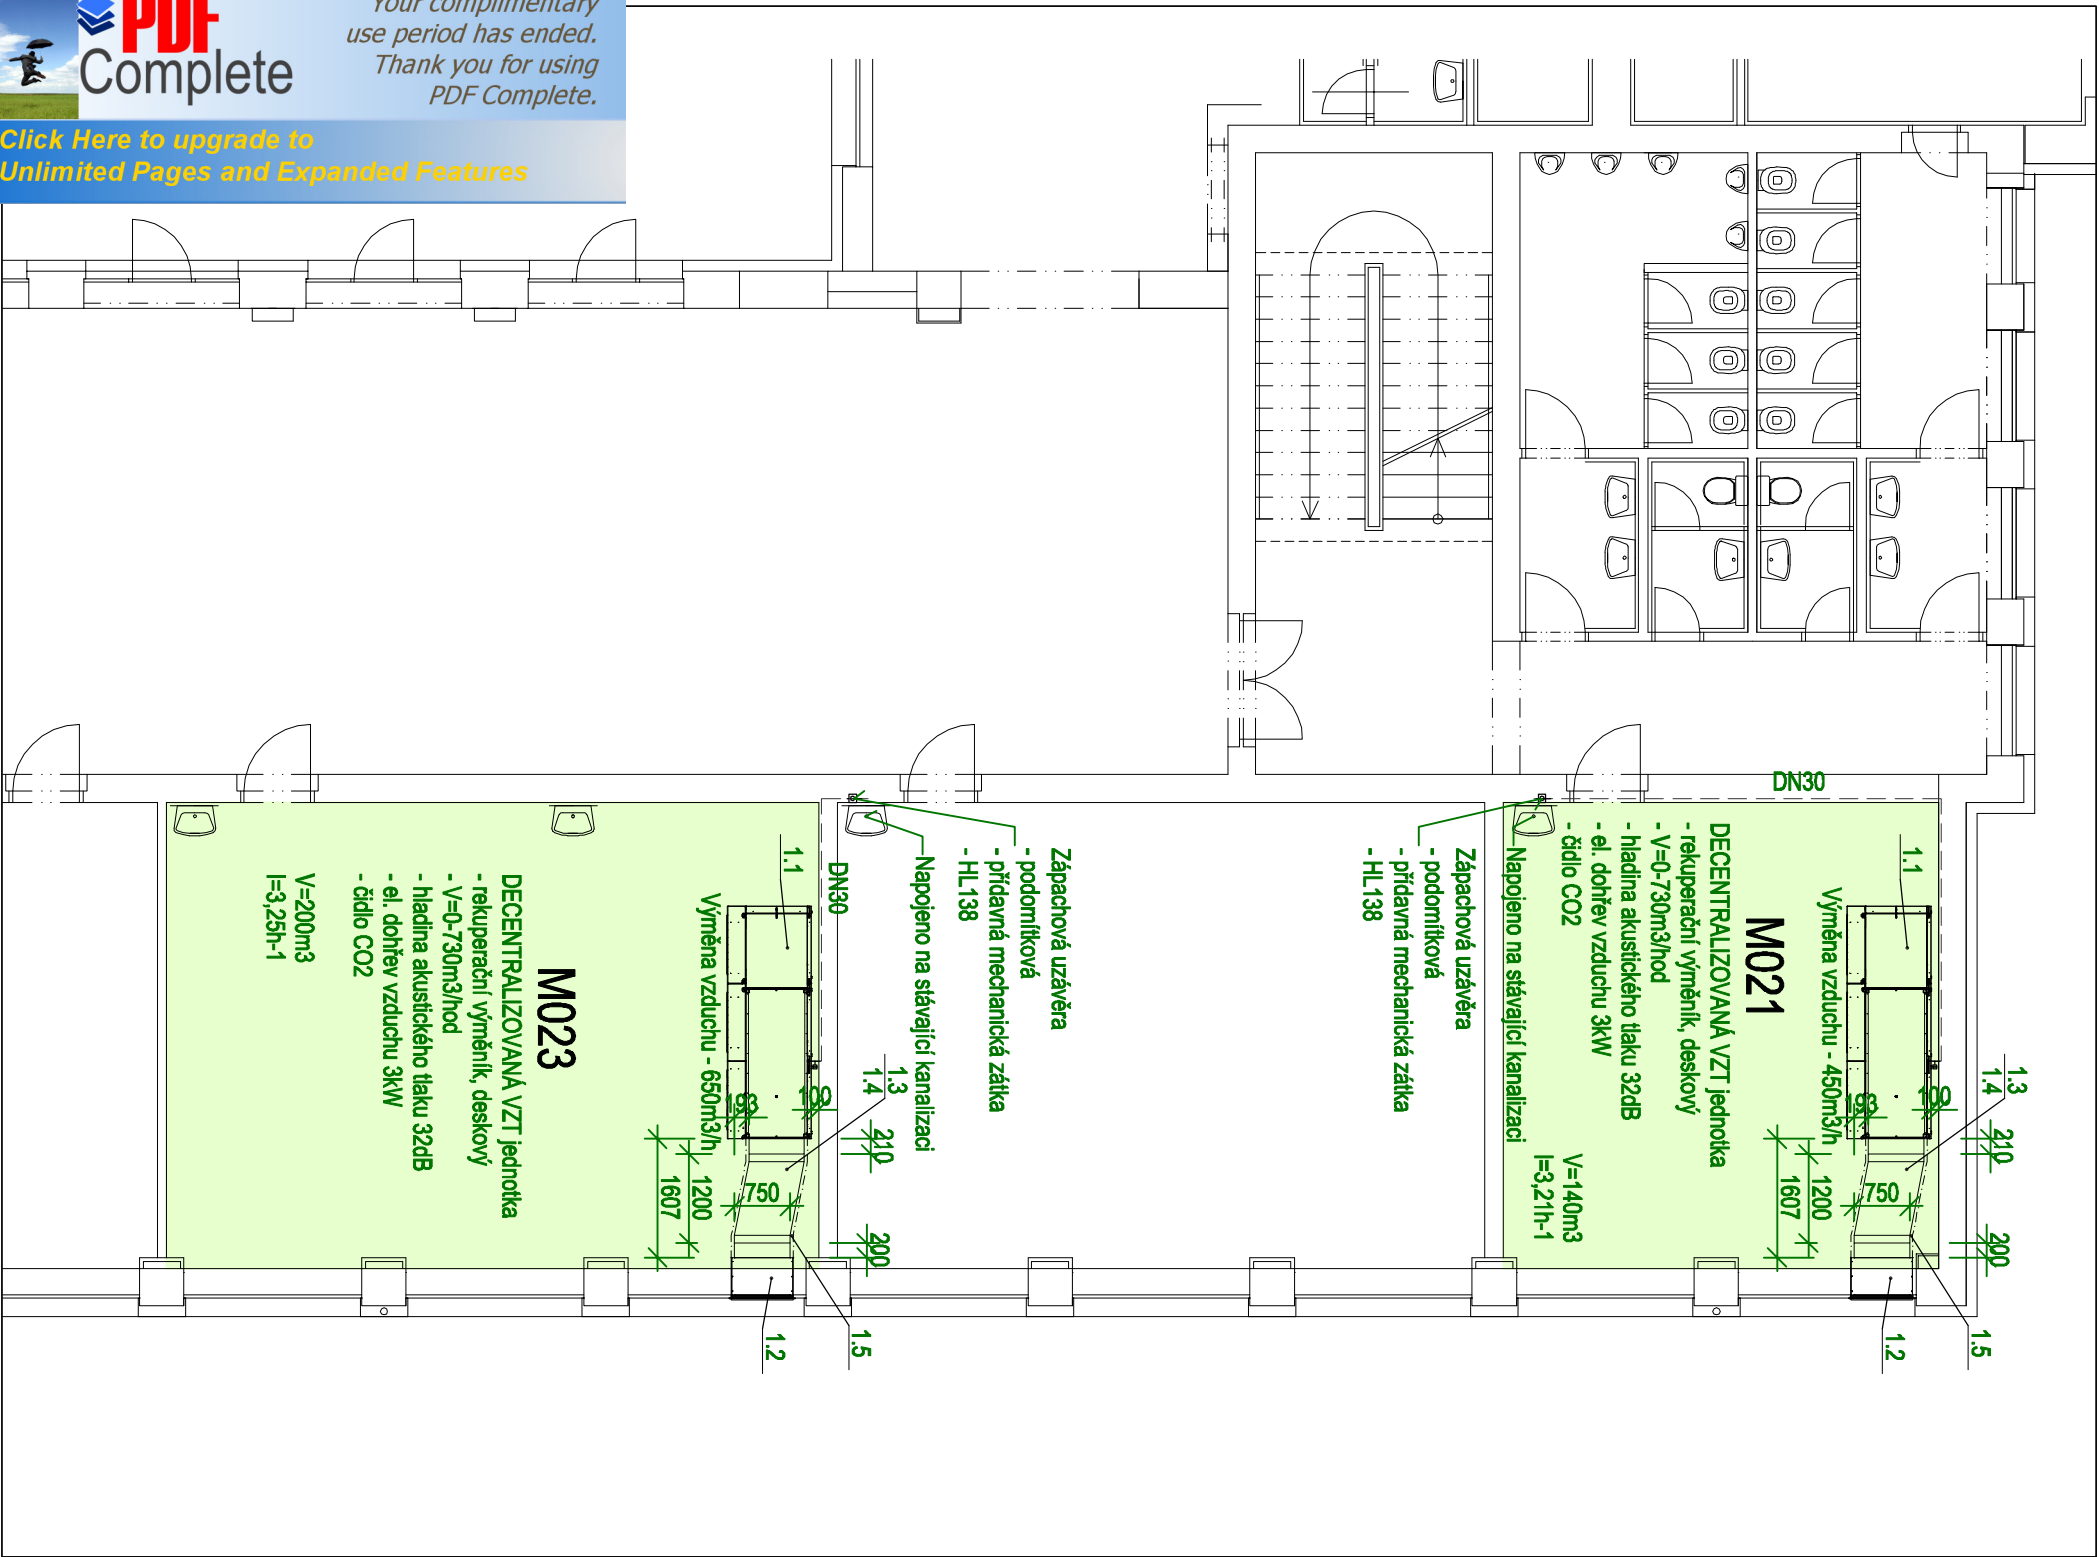 PDF
Complete
Your complimentary
use period has ended.
Thank you for using
PDF Complete.
Click Here to upgrade to
Unlimited Pages and Expanded Features
M023
DECENTRALIZOVANÁ VZT jednotka
- rekuperační výměník, deskový
- V=0-730m3/hod
- hladina akustického tlaku 32dB
- el. dohřev vzduchu 3kW
- čidlo CO2
V=200m3
I=3,25h-1
Výměna vzduchu - 650m3/h
1.1
DN30
193
100
1.3
1.4
210
1200
1607
750
200
1.2
1.5
Zápachová uzávěra
- podomítková
- přídavná mechanická zátka
- HL138
Napojeno na stávající kanalizaci
Zápachová uzávěra
- podomítková
- přídavná mechanická zátka
- HL138
Napojeno na stávající kanalizaci
DN30
M021
DECENTRALIZOVANÁ VZT jednotka
- rekuperační výměník, deskový
- V=0-730m3/hod
- hladina akustického tlaku 32dB
- el. dohřev vzduchu 3kW
- čidlo CO2
V=140m3
I=3,21h-1
Výměna vzduchu - 450m3/h
1.1
193
100
1.3
1.4
210
1200
1607
750
200
1.2
1.5